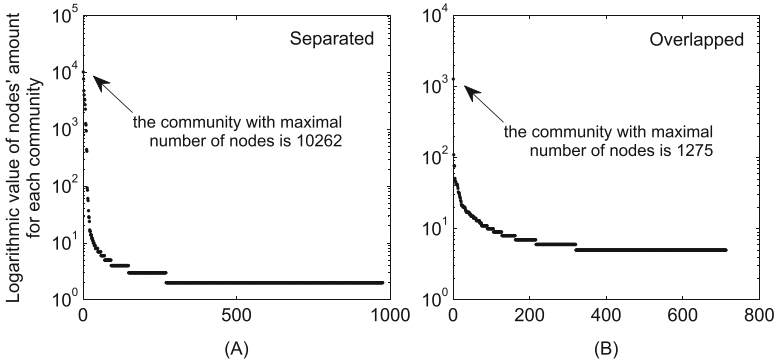 Logarithmic value of nodes' amount
for each community
10^5
10^4
10^3
10^2
10^1
10^0
Separated
the community with maximal
number of nodes is 10262
0
500
1000
(A)
10^4
10^3
10^2
10^1
10^0
Overlapped
the community with maximal
number of nodes is 1275
0
200
400
600
800
(B)